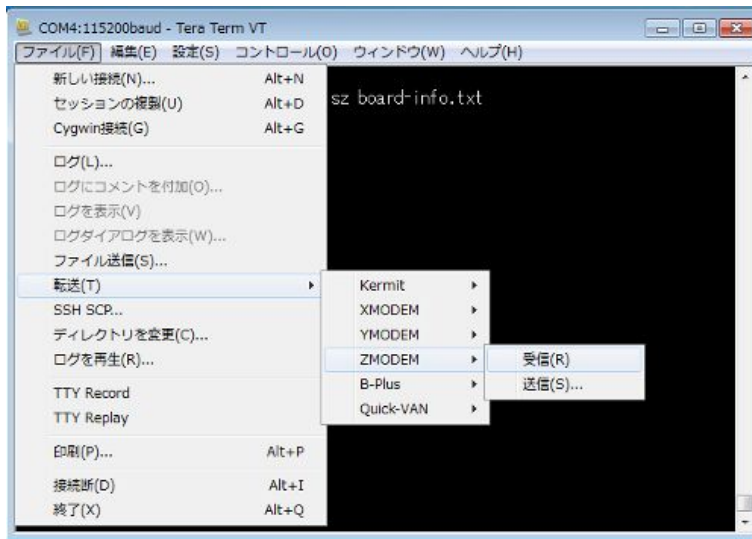 COM4:115200baud - Tera Term VT
ファイル(F) 編集(E) 設定(S) コントロール(O) ウィンドウ(W) ヘルプ(H)
新しい接続(N)... Alt+N
セッションの複製(U) Alt+D
sz board-info.txt
Cygwin接続(G) Alt+G
ログ(L)...
ログにコメントを付加(O)...
ログを表示(V)
ログダイアログを表示(W)...
ファイル送信(S)...
転送(T)
SSH SCP...
ディレクトリを変更(C)...
ログを再生(R)...
TTY Record
TTY Replay
印刷(P)... Alt+P
接続断(D) Alt+I
終了(X) Alt+Q
Kermit
XMODEM
YMODEM
ZMODEM
B-Plus
Quick-VAN
受信(R)
送信(S)...